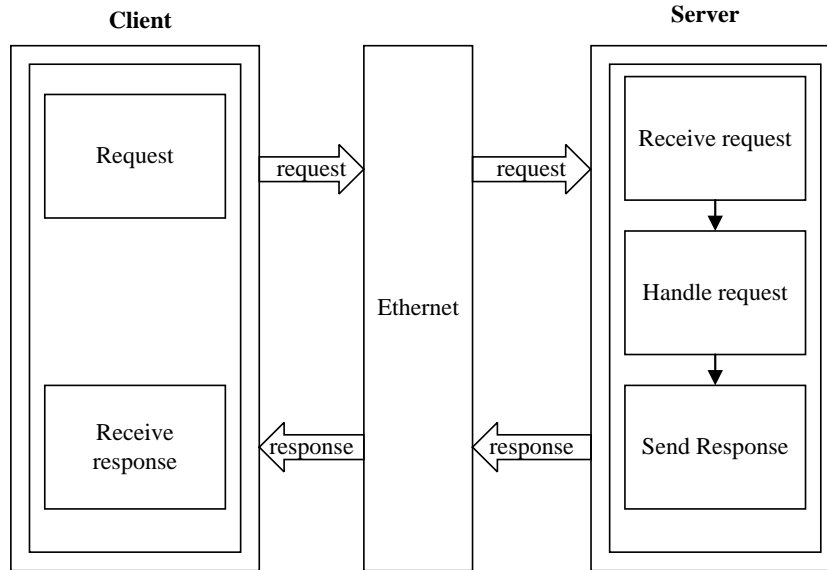 Client
Server
Request
request
request
Receive request
Handle request
Ethernet
Receive
response
response
response
Send Response